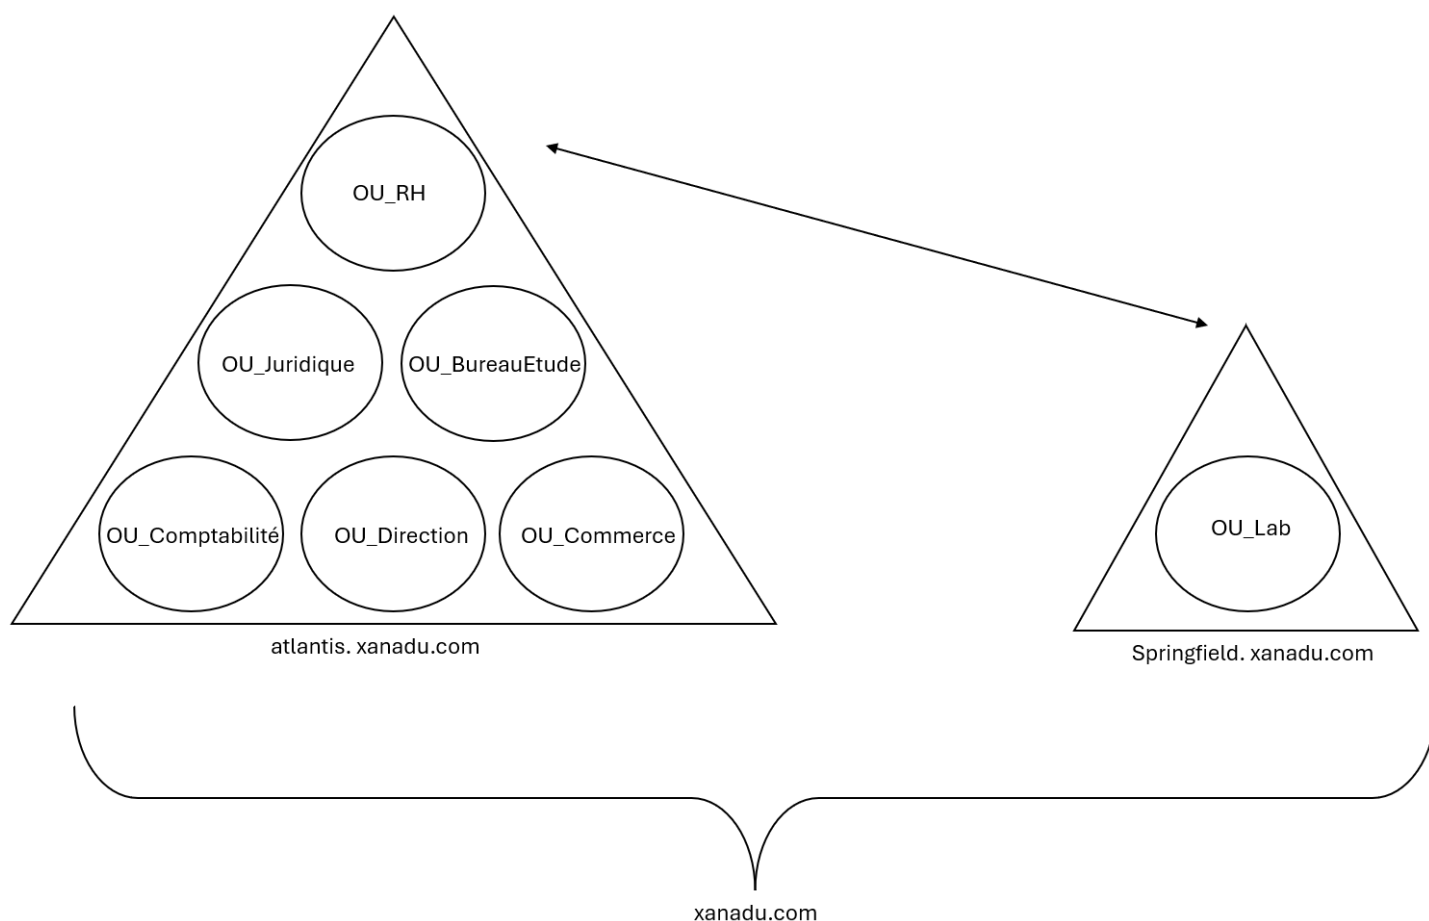 OU_RH
OU_Juridique
OU_BureauEtude
OU_Comptabilité
OU_Direction
OU_Commerce
OU_Lab
atlantis. xanadu.com
Springfield. xanadu.com
xanadu.com